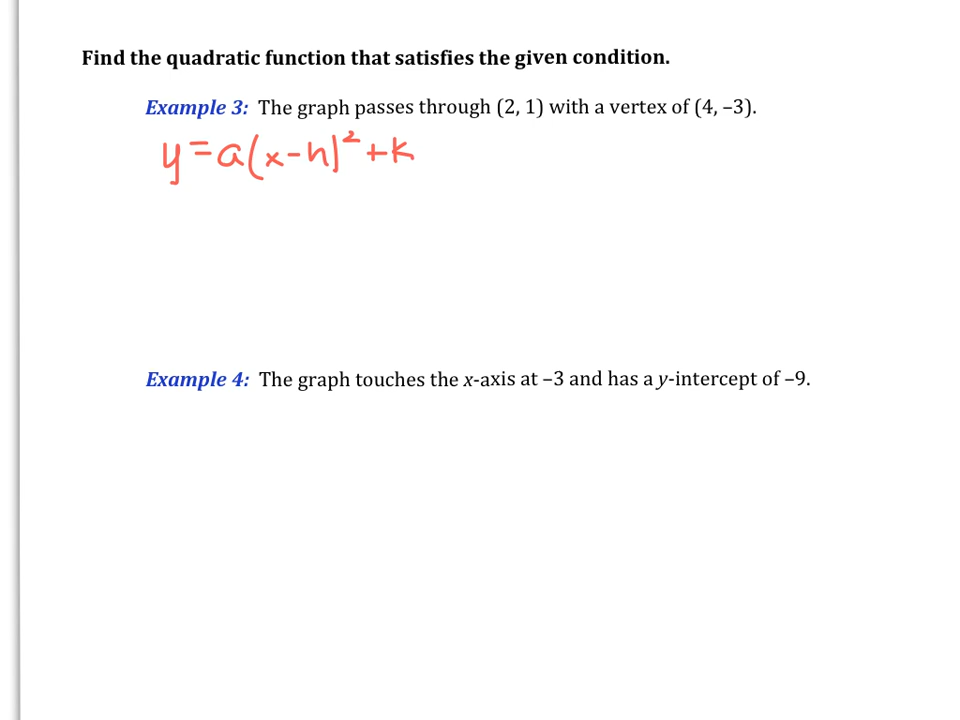 Find the quadratic function that satisfies the given condition.
Example 3: The graph passes through (2, 1) with a vertex of (4, –3).
y=a(x-h)²+k
Example 4: The graph touches the x-axis at –3 and has a y-intercept of –9.